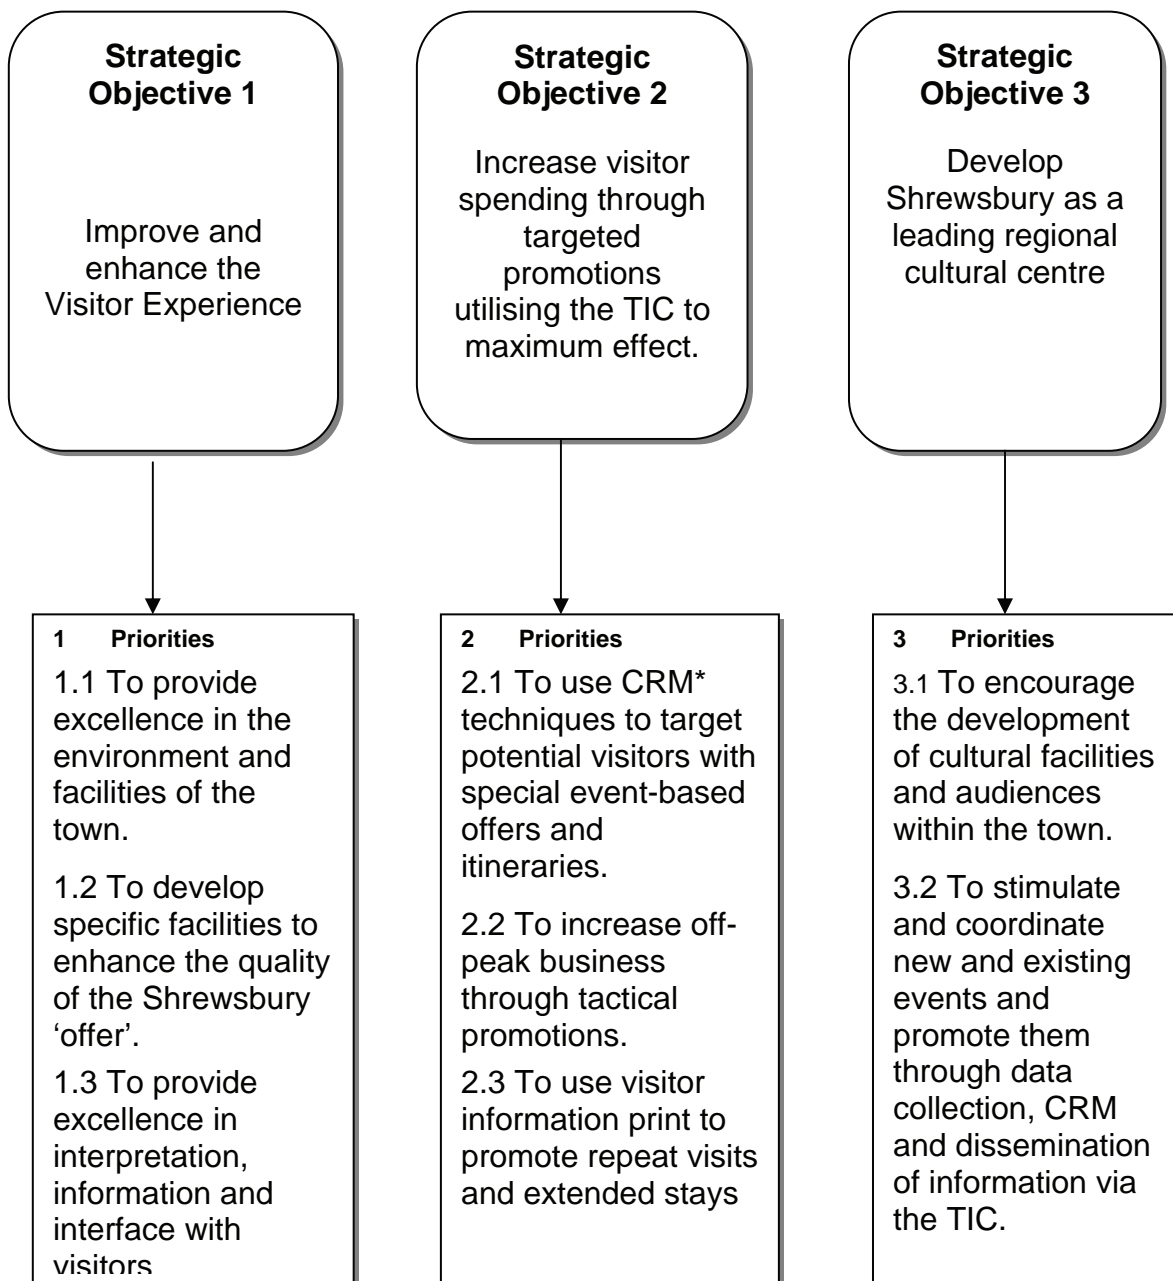 Strategic
Objective 1
Improve and
enhance the
Visitor Experience
Strategic
Objective 2
Increase visitor
spending through
targeted
promotions
utilising the TIC to
maximum effect.
Strategic
Objective 3
Develop
Shrewsbury as a
leading regional
cultural centre
1 Priorities
1.1 To provide
excellence in the
environment and
facilities of the
town.
1.2 To develop
specific facilities to
enhance the quality
of the Shrewsbury
‘offer’.
1.3 To provide
excellence in
interpretation,
information and
interface with
visitors
2 Priorities
2.1 To use CRM*
techniques to target
potential visitors with
special event-based
offers and
itineraries.
2.2 To increase off-
peak business
through tactical
promotions.
2.3 To use visitor
information print to
promote repeat visits
and extended stays
3 Priorities
3.1 To encourage
the development
of cultural facilities
and audiences
within the town.
3.2 To stimulate
and coordinate
new and existing
events and
promote them
through data
collection, CRM
and dissemination
of information via
the TIC.